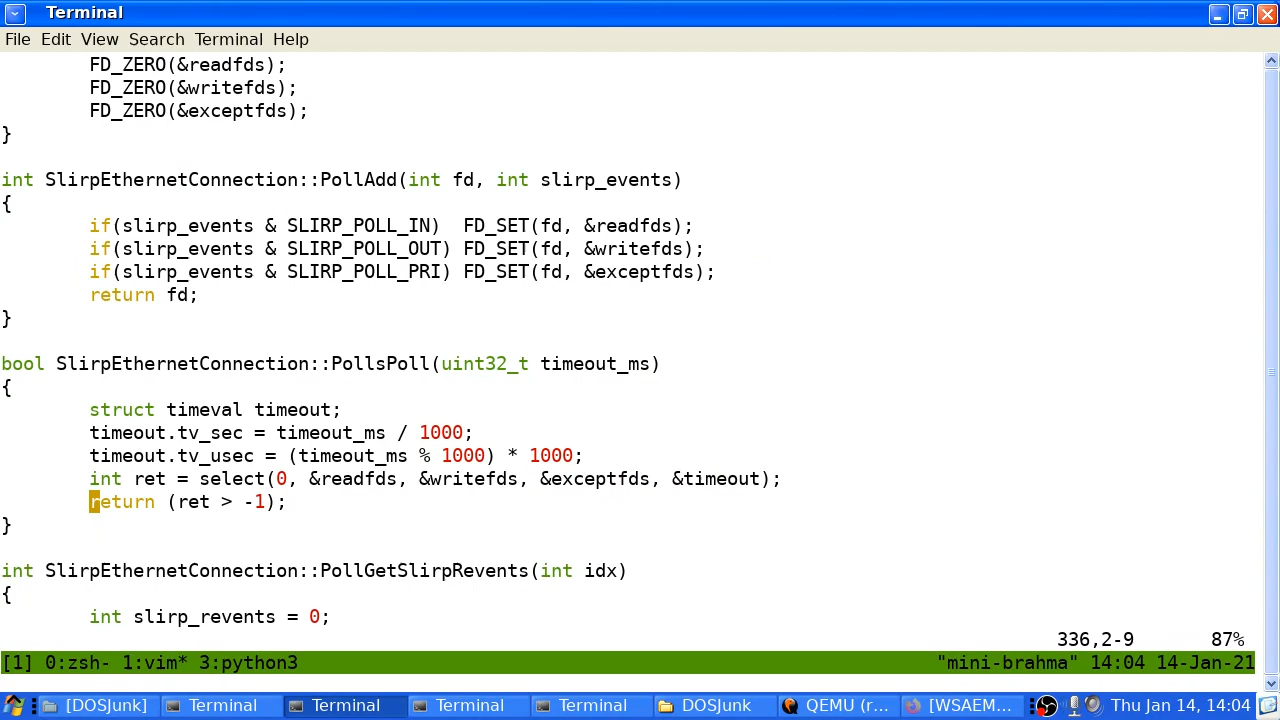 Terminal
File Edit View Search Terminal Help
FD_ZERO(&readfds);
FD_ZERO(&writefds);
FD_ZERO(&exceptfds);
}
int SlirpEthernetConnection::PollAdd(int fd, int slirp_events)
{
if(slirp_events & SLIRP_POLL_IN)  FD_SET(fd, &readfds);
if(slirp_events & SLIRP_POLL_OUT) FD_SET(fd, &writefds);
if(slirp_events & SLIRP_POLL_PRI) FD_SET(fd, &exceptfds);
return fd;
}
bool SlirpEthernetConnection::PollsPoll(uint32_t timeout_ms)
{
struct timeval timeout;
timeout.tv_sec = timeout_ms / 1000;
timeout.tv_usec = (timeout_ms % 1000) * 1000;
int ret = select(0, &readfds, &writefds, &exceptfds, &timeout);
return (ret > -1);
}
int SlirpEthernetConnection::PollGetSlirpRevents(int idx)
{
int slirp_revents = 0;
336,2-9 87%
[1] 0:zsh- 1:vim* 3:python3 "mini-brahma" 14:04 14-Jan-21
[DOSJunk] Terminal Terminal Terminal Terminal DOSJunk QEMU (r... [WSAEM... Thu Jan 14, 14:04